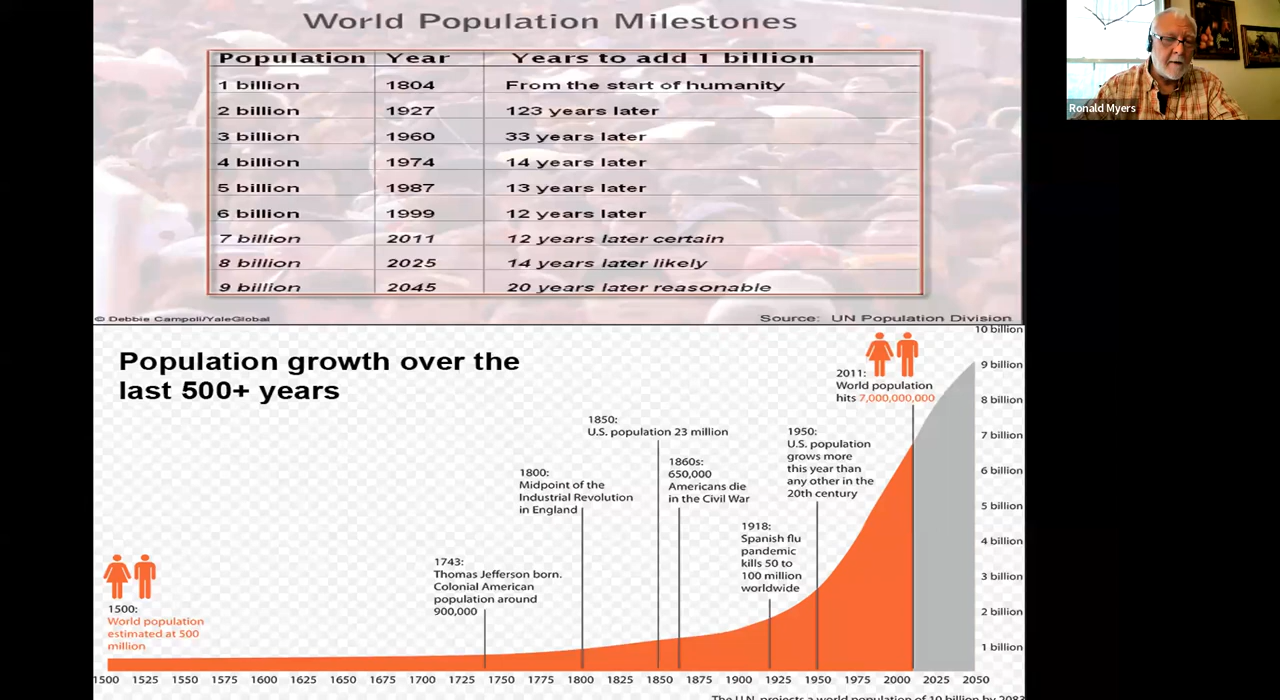 World Population Milestones
Population Year Years to add 1 billion
1 billion 1804 From the start of humanity
2 billion 1927 123 years later
3 billion 1960 33 years later
4 billion 1974 14 years later
5 billion 1987 13 years later
6 billion 1999 12 years later
7 billion 2011 12 years later certain
8 billion 2025 14 years later likely
9 billion 2045 20 years later reasonable
© Debbie Campoli/YaleGlobal
Source: UN Population Division
Ronald Myers
Population growth over the
last 500+ years
1500:
World population
estimated at 500
million
1743:
Thomas Jefferson born.
Colonial American
population around
900,000
1800:
Midpoint of the
Industrial Revolution
in England
1850:
U.S. population 23 million
1860s:
650,000
Americans die
in the Civil War
1918:
Spanish flu
pandemic
kills 50 to
100 million
worldwide
1950:
U.S. population
grows more
this year than
any other in the
20th century
2011:
World population
hits 7,000,000,000
10 billion
9 billion
8 billion
7 billion
6 billion
5 billion
4 billion
3 billion
2 billion
1 billion
1500 1525 1550 1575 1600 1625 1650 1675 1700 1725 1750 1775 1800 1825 1850 1875 1900 1925 1950 1975 2000 2025 2050
The U.N. projects a world population of 10 billion by 2083